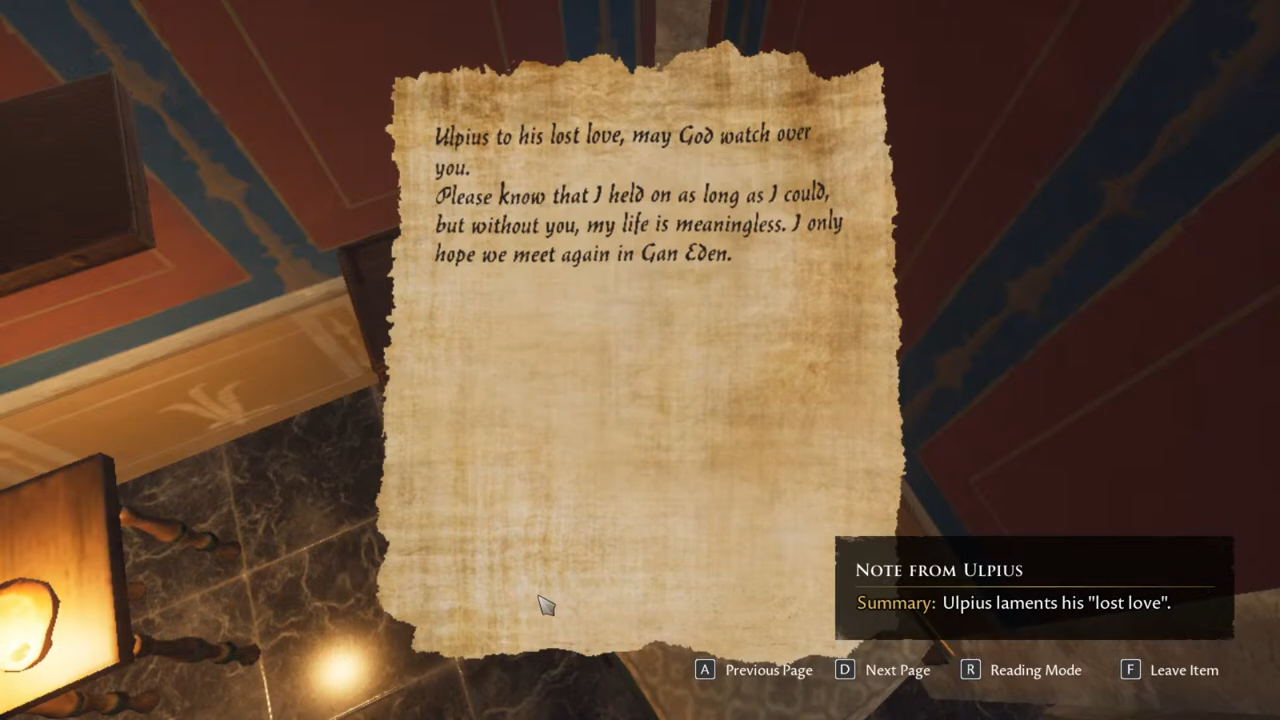 Ulpius to his lost love, may God watch over
you.
Please know that I held on as long as I could,
but without you, my life is meaningless. I only
hope we meet again in Gan Eden.
Note from Ulpius
Summary: Ulpius laments his "lost love".
A Previous Page D Next Page R Reading Mode F Leave Item